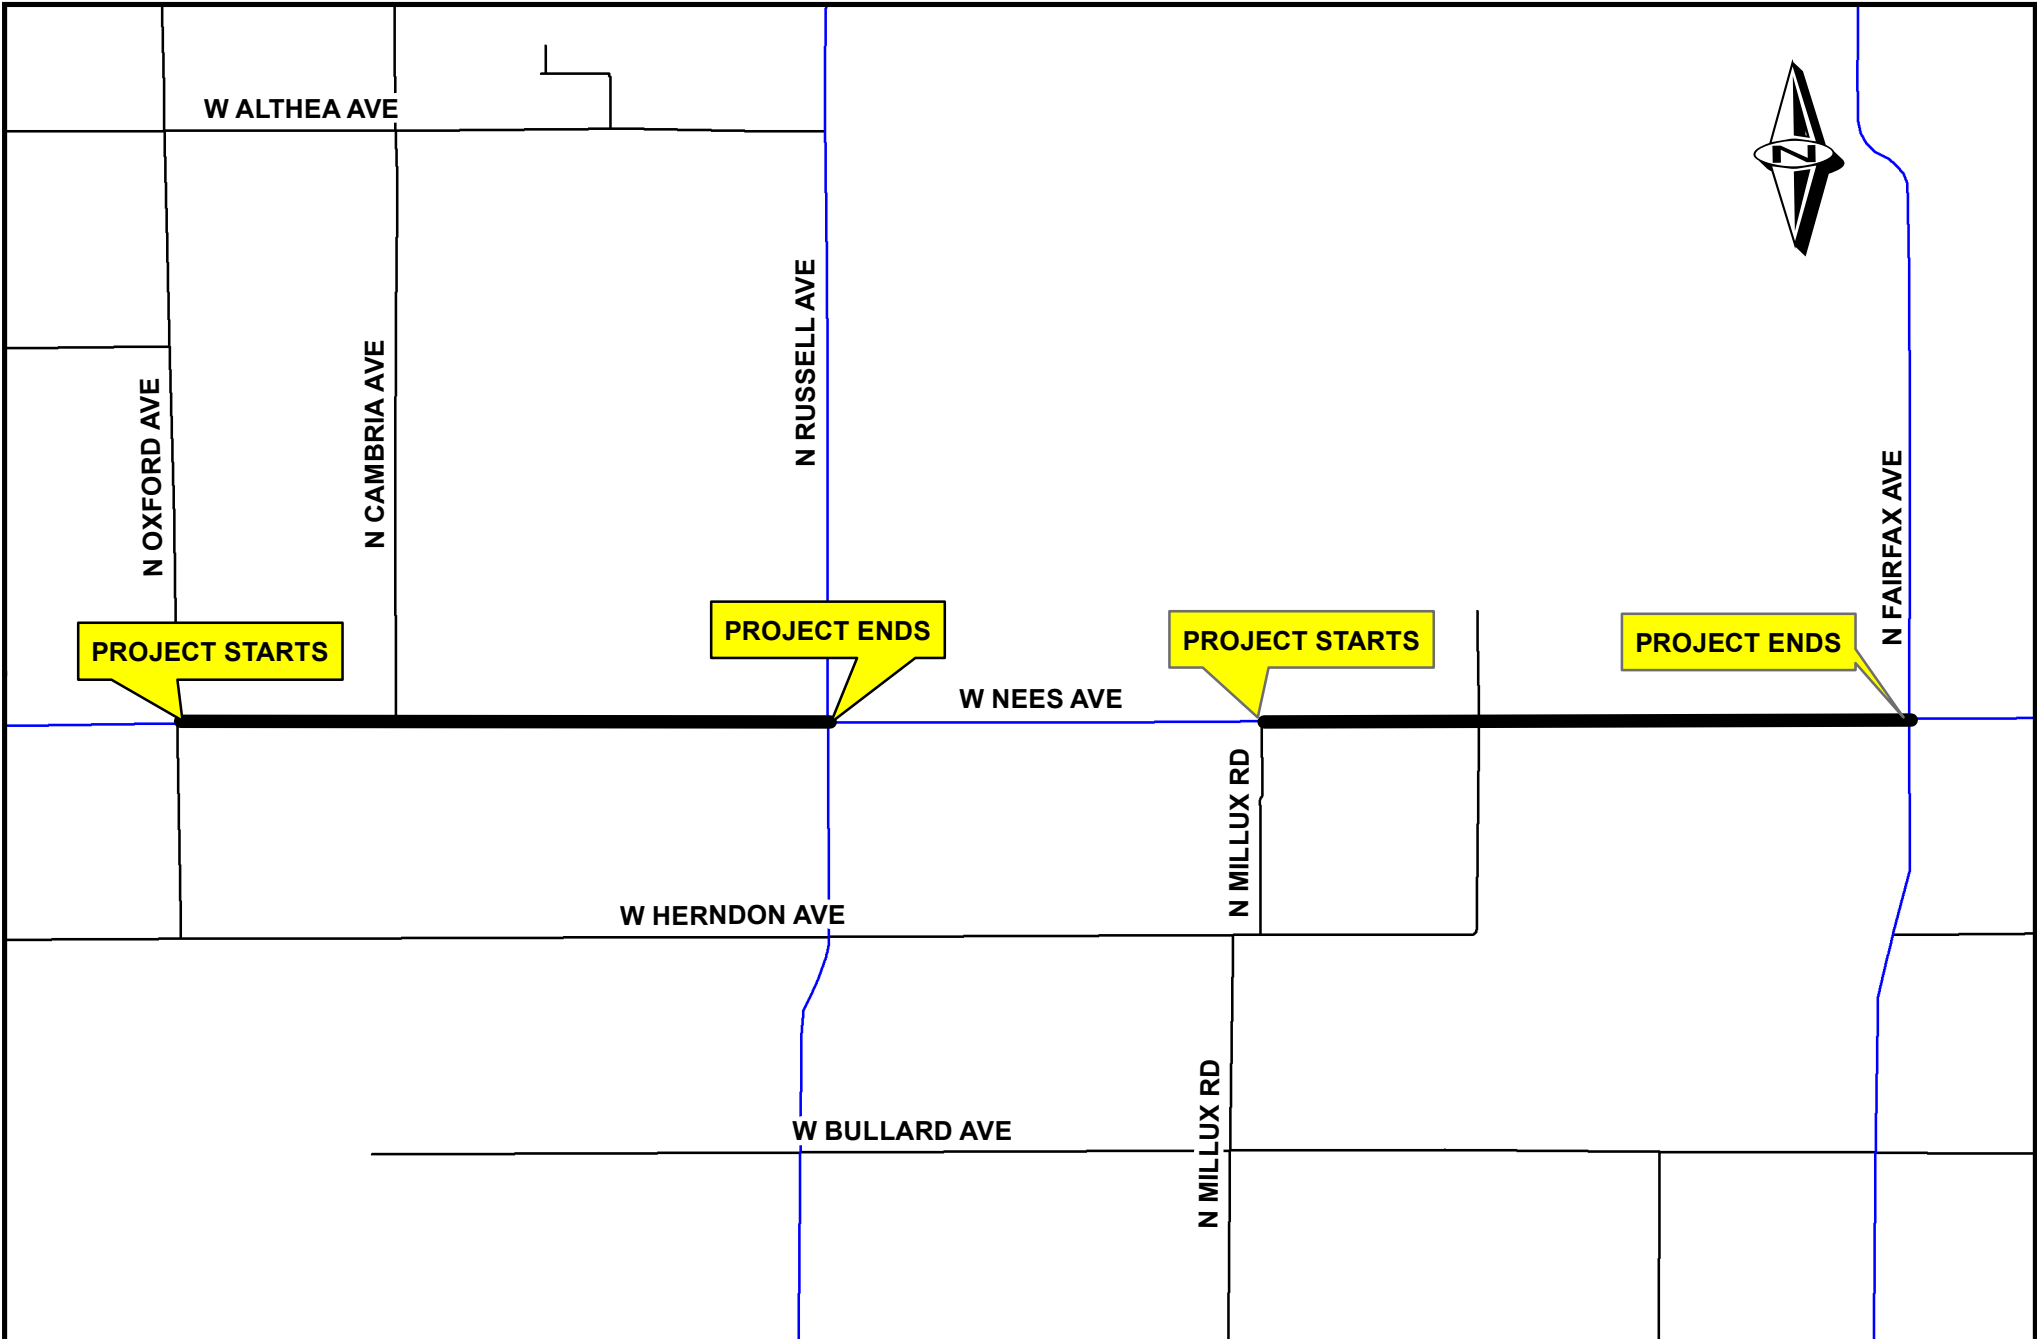 W ALTHEA AVE
N
N RUSSELL AVE
N CAMBRIA AVE
N OXFORD AVE
N FAIRFAX AVE
PROJECT STARTS
PROJECT ENDS
PROJECT STARTS
PROJECT ENDS
W NEES AVE
N MILLUX RD
W HERNDON AVE
N MILLUX RD
W BULLARD AVE